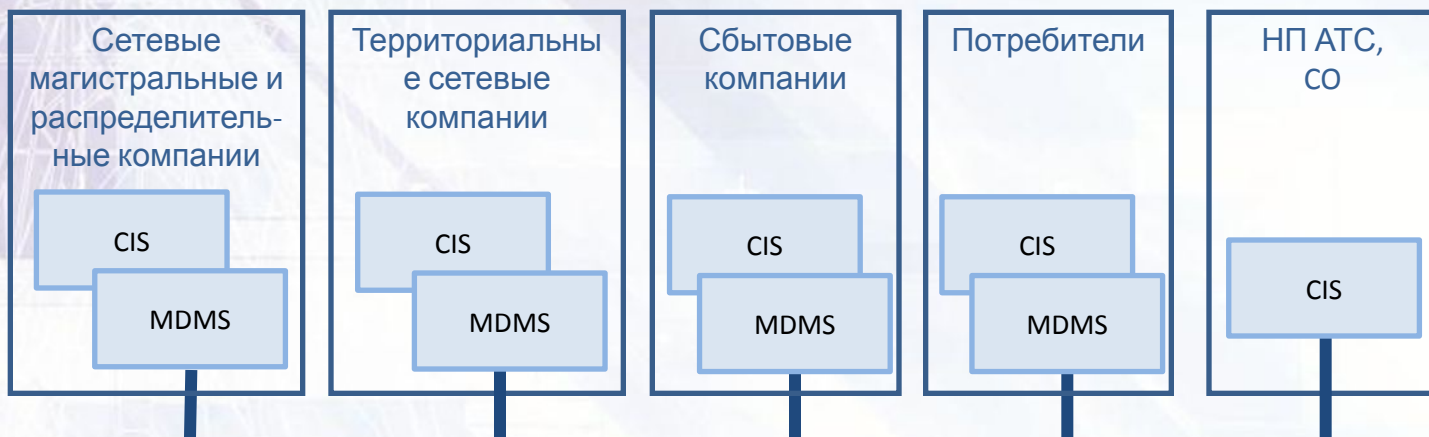 Сетевые
магистральные и
распределитель-
ные компании
CIS
MDMS
Территориальны
е сетевые
компании
CIS
MDMS
Сбытовые
компании
CIS
MDMS
Потребители
CIS
MDMS
НП АТС,
СО
CIS